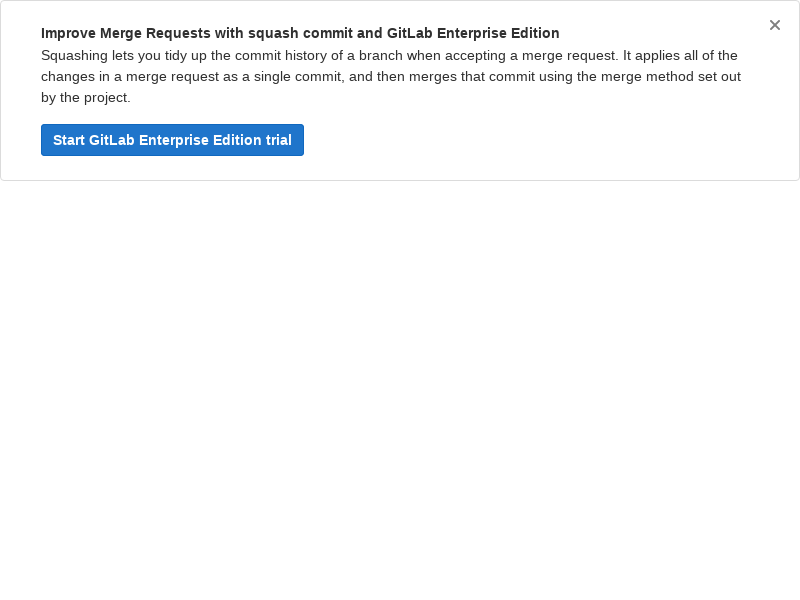 Improve Merge Requests with squash commit and GitLab Enterprise Edition
Squashing lets you tidy up the commit history of a branch when accepting a merge request. It applies all of the
changes in a merge request as a single commit, and then merges that commit using the merge method set out
by the project.
Start GitLab Enterprise Edition trial